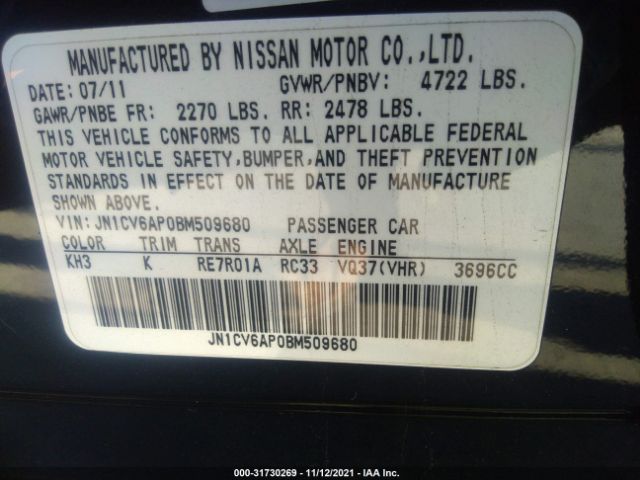 MANUFACTURED BY NISSAN MOTOR CO.,LTD.
DATE: 07/11 GVWR/PNBV: 4722 LBS.
GAWR/PNBE FR: 2270 LBS. RR: 2478 LBS.
THIS VEHICLE CONFORMS TO ALL APPLICABLE FEDERAL
MOTOR VEHICLE SAFETY,BUMPER,AND THEFT PREVENTION
STANDARDS IN EFFECT ON THE DATE OF MANUFACTURE
SHOWN ABOVE.
VIN: JN1CV6AP0BM509680 PASSENGER CAR
COLOR TRIM TRANS AXLE ENGINE
KH3 K RE7R01A RC33 VQ37(VHR) 3696CC
JN1CV6AP0BM509680
000-31730269 - 11/12/2021 - IAA Inc.